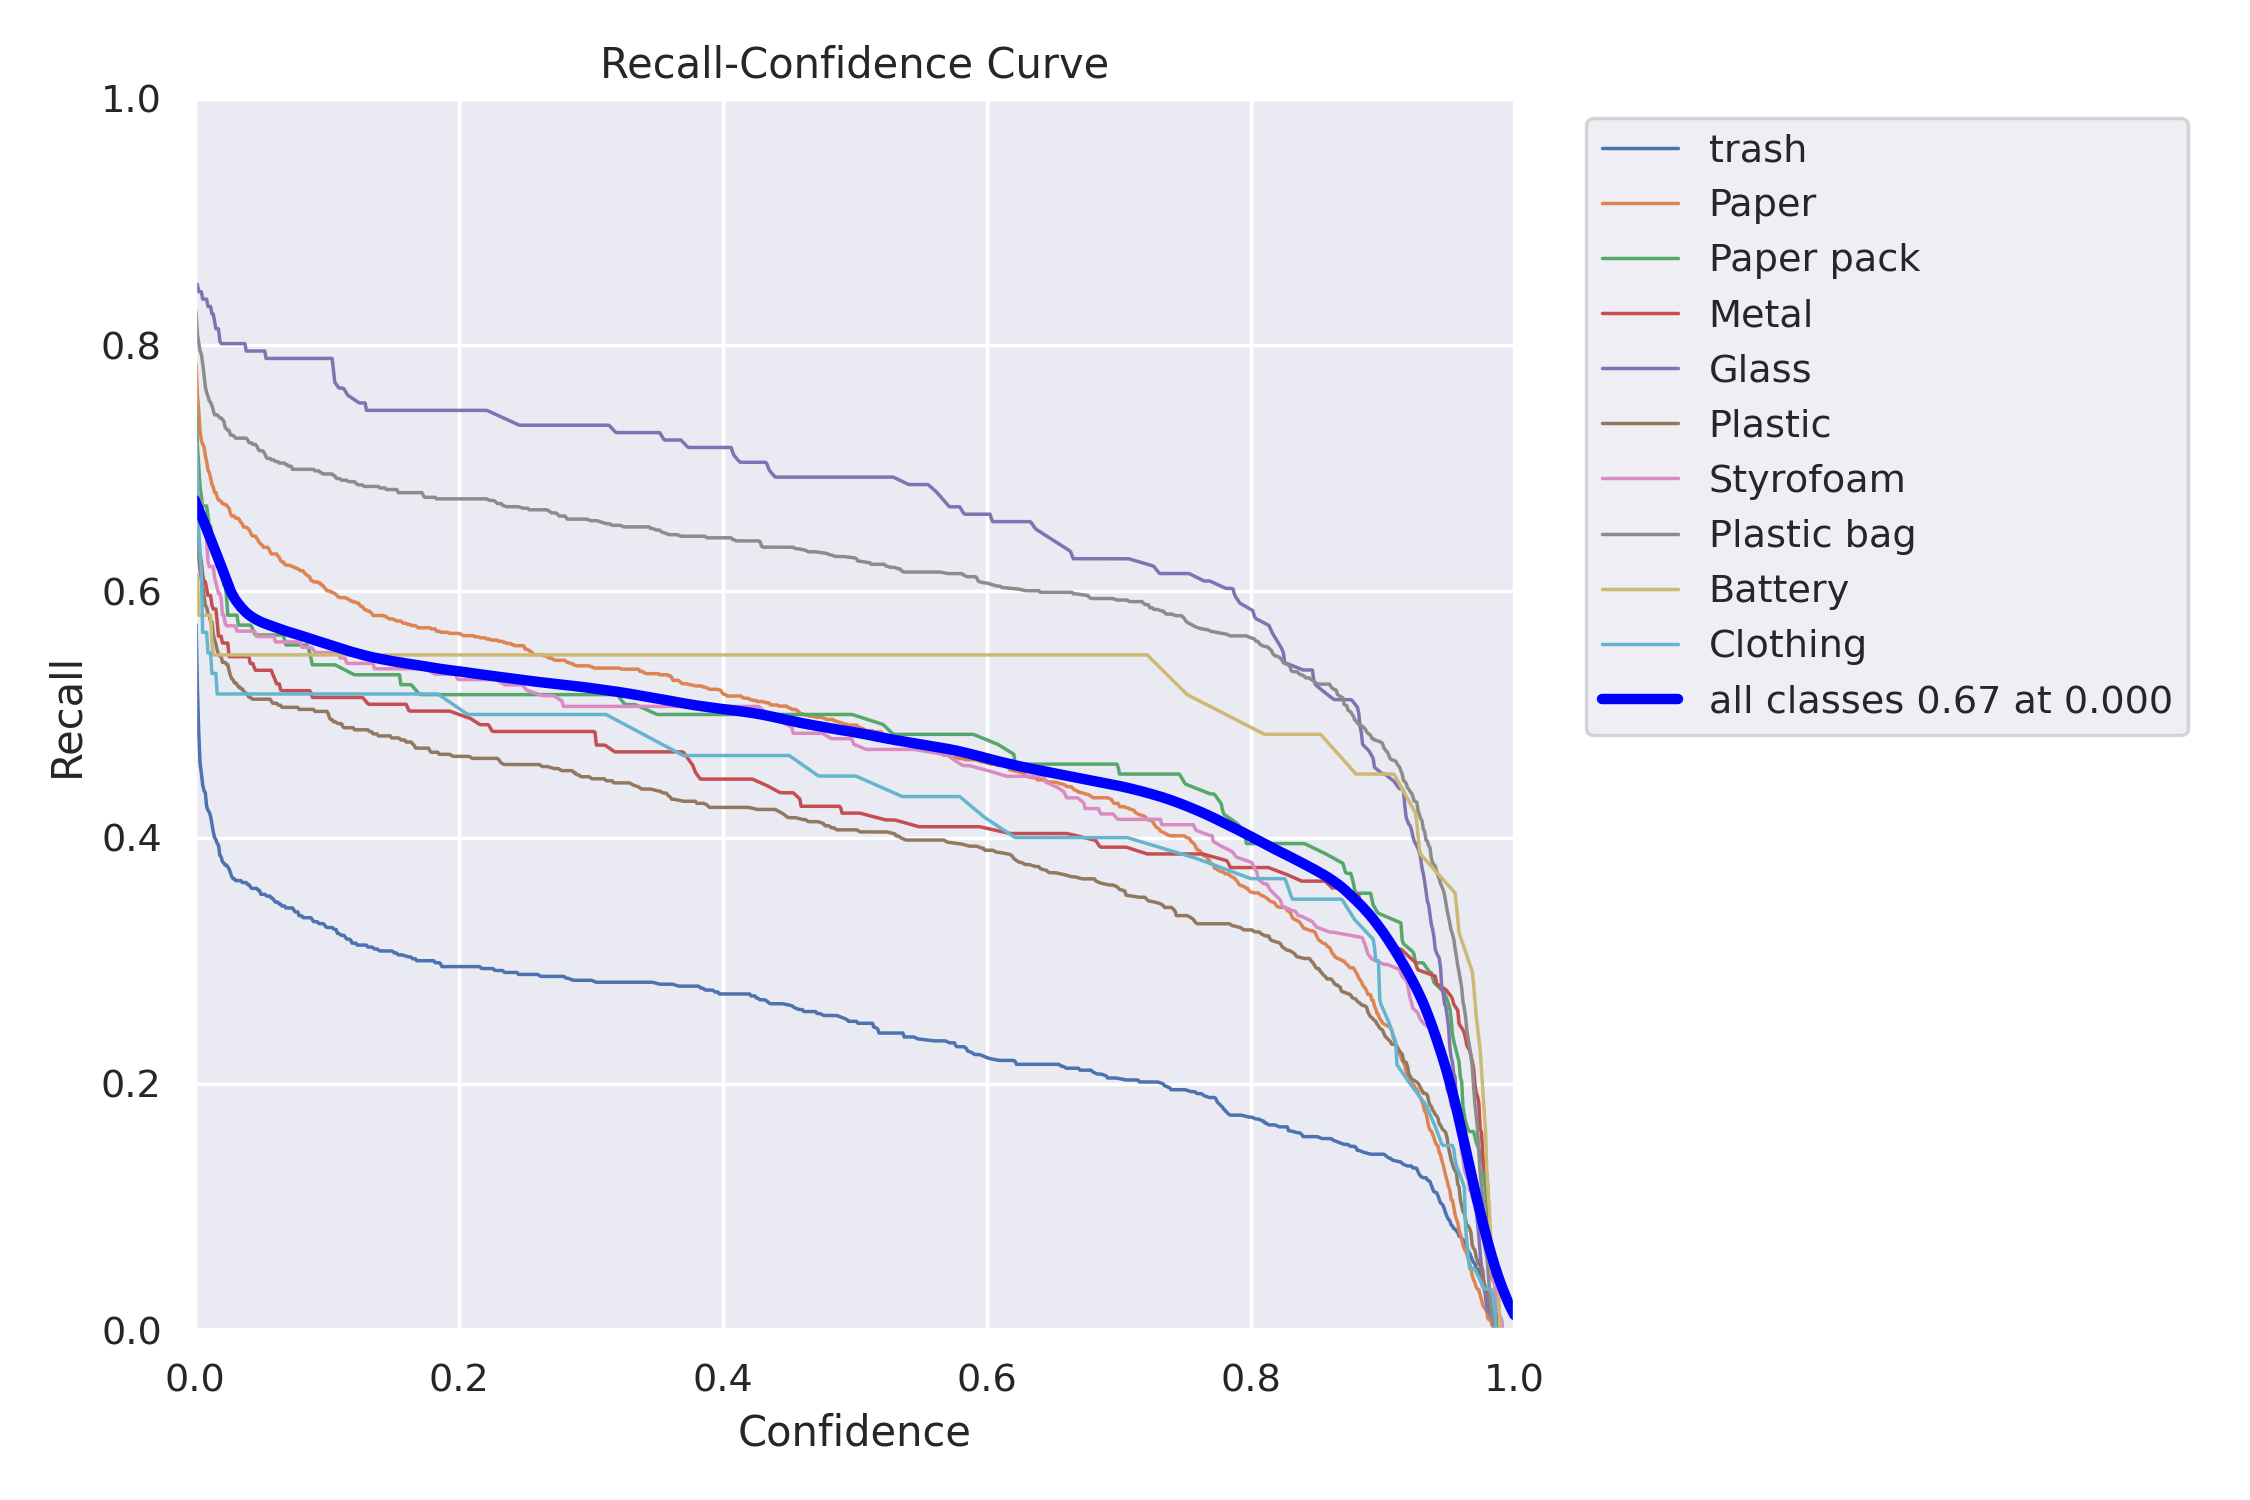 Recall-Confidence Curve
1.0
0.8
0.6
0.4
0.2
0.0
Recall
0.0 0.2 0.4 0.6 0.8 1.0
Confidence
trash
Paper
Paper pack
Metal
Glass
Plastic
Styrofoam
Plastic bag
Battery
Clothing
all classes 0.67 at 0.000